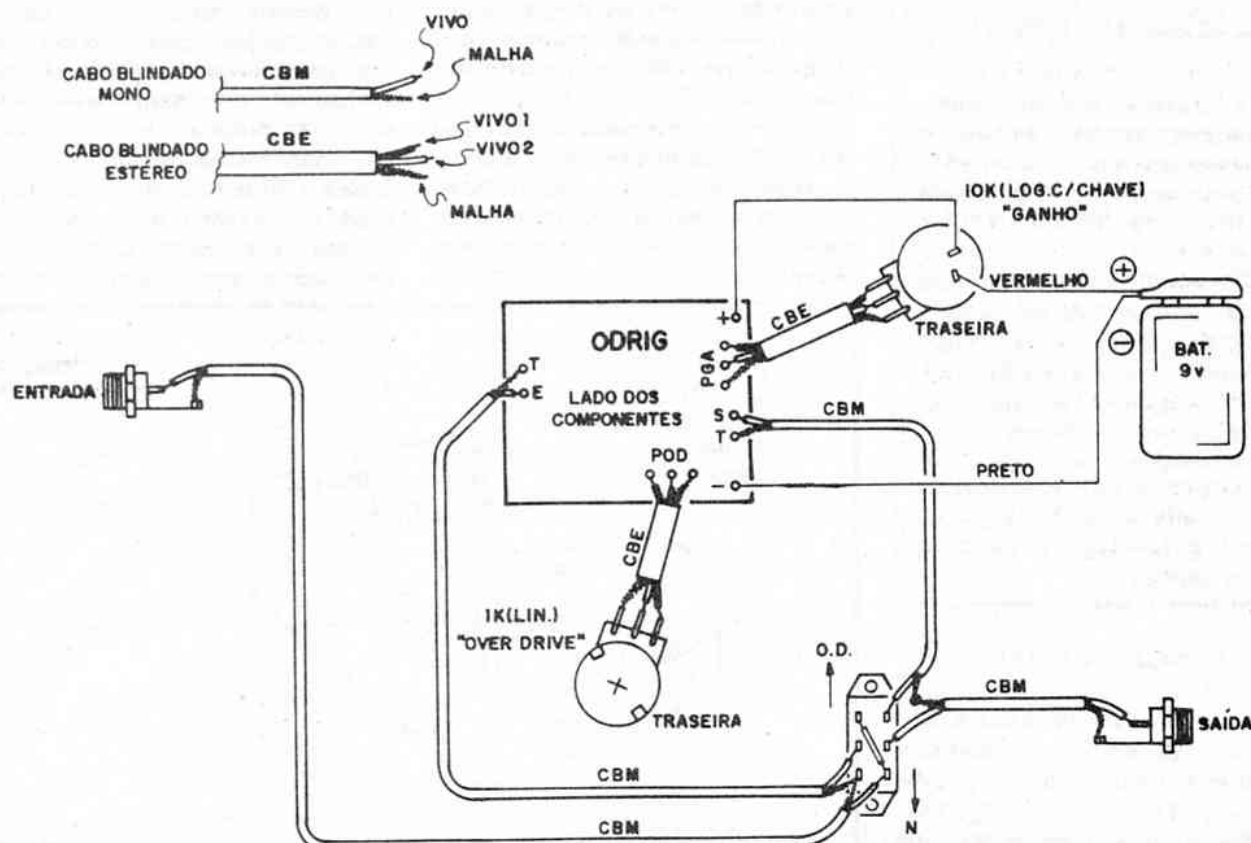 VIVO
MALHA
CBM
CABO BLINDADO
MONO
VIVO 1
CBE
VIVO 2
CABO BLINDADO
ESTÉREO
MALHA
10K (LOG.C/CHAVE)
"GANHO"
VERMELHO
+
TRASEIRA
CBE
+
ODRIG
PGA
−
BAT.
9v
T
ENTRADA
E
LADO DOS
COMPONENTES
S
CBM
T
POD
−
PRETO
CBE
1K (LIN.)
"OVER DRIVE"
O.D.
CBM
TRASEIRA
SAÍDA
CBM
N
CBM